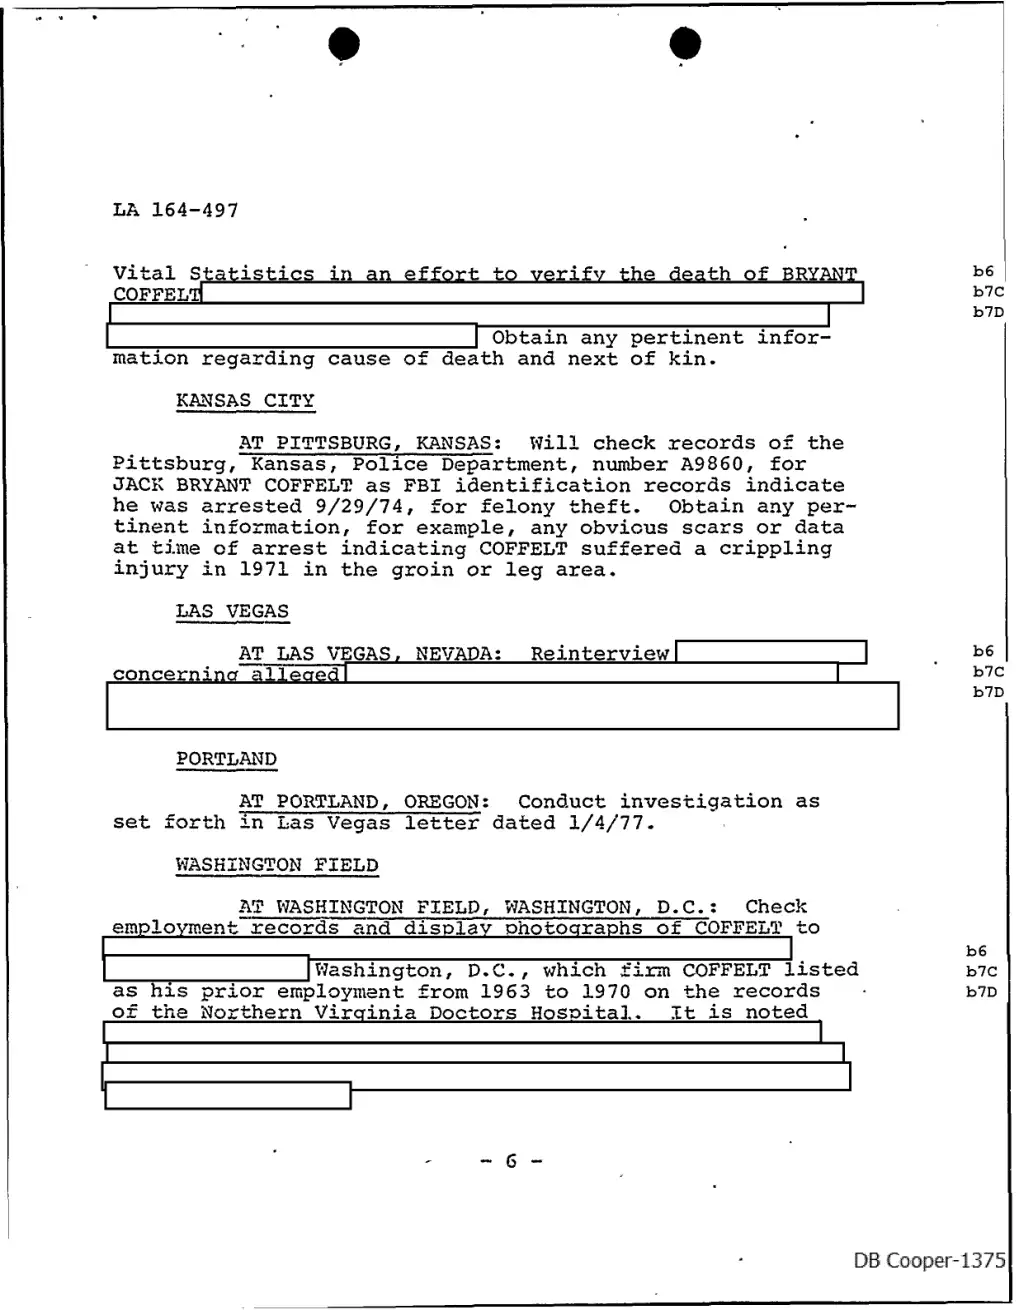 LA 164-497
Vital Statistics in an effort to verify the death of BRYANT
b6
COFFELT
b7C
b7D
Obtain any pertinent infor-
mation regarding cause of death and next of kin.
KANSAS CITY
AT PITTSBURG, KANSAS: Will check records of the
Pittsburg, Kansas, Police Department, number A9860, for
JACK BRYANT COFFELT as FBI identification records indicate
he was arrested 9/29/74, for felony theft. Obtain any per-
tinent information, for example, any obvious scars or data
at time of arrest indicating COFFELT suffered a crippling
injury in 1971 in the groin or leg area.
LAS VEGAS
AT LAS VEGAS, NEVADA: Reinterview
b6
concerning alleged
b7C
b7D
PORTLAND
AT PORTLAND, OREGON: Conduct investigation as
set forth in Las Vegas letter dated 1/4/77.
WASHINGTON FIELD
AT WASHINGTON FIELD, WASHINGTON, D.C.: Check
employment records and display photographs of COFFELT to
b6
Washington, D.C., which firm COFFELT listed
b7C
as his prior employment from 1963 to 1970 on the records
b7D
of the Northern Virginia Doctors Hospital. It is noted
- 6 -
DB Cooper-1375